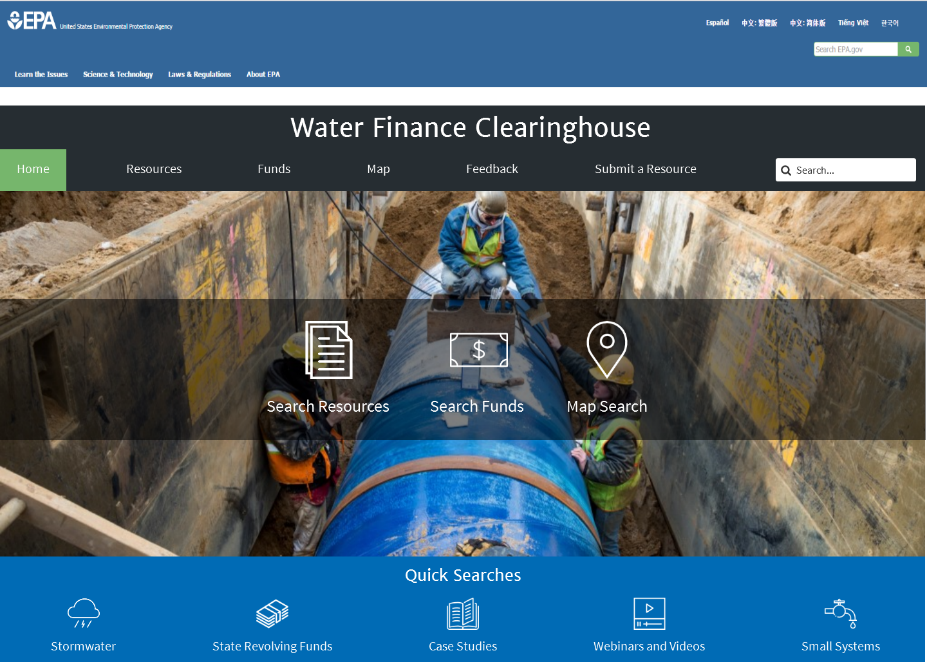 EPA United States Environmental Protection Agency
Español 中文: 繁體版 中文: 简体版 Tiếng Việt 한국어
Search EPA.gov
Learn the Issues Science & Technology Laws & Regulations About EPA
Water Finance Clearinghouse
Home Resources Funds Map Feedback Submit a Resource Search...
$
Search Resources Search Funds Map Search
Quick Searches
Stormwater State Revolving Funds Case Studies Webinars and Videos Small Systems